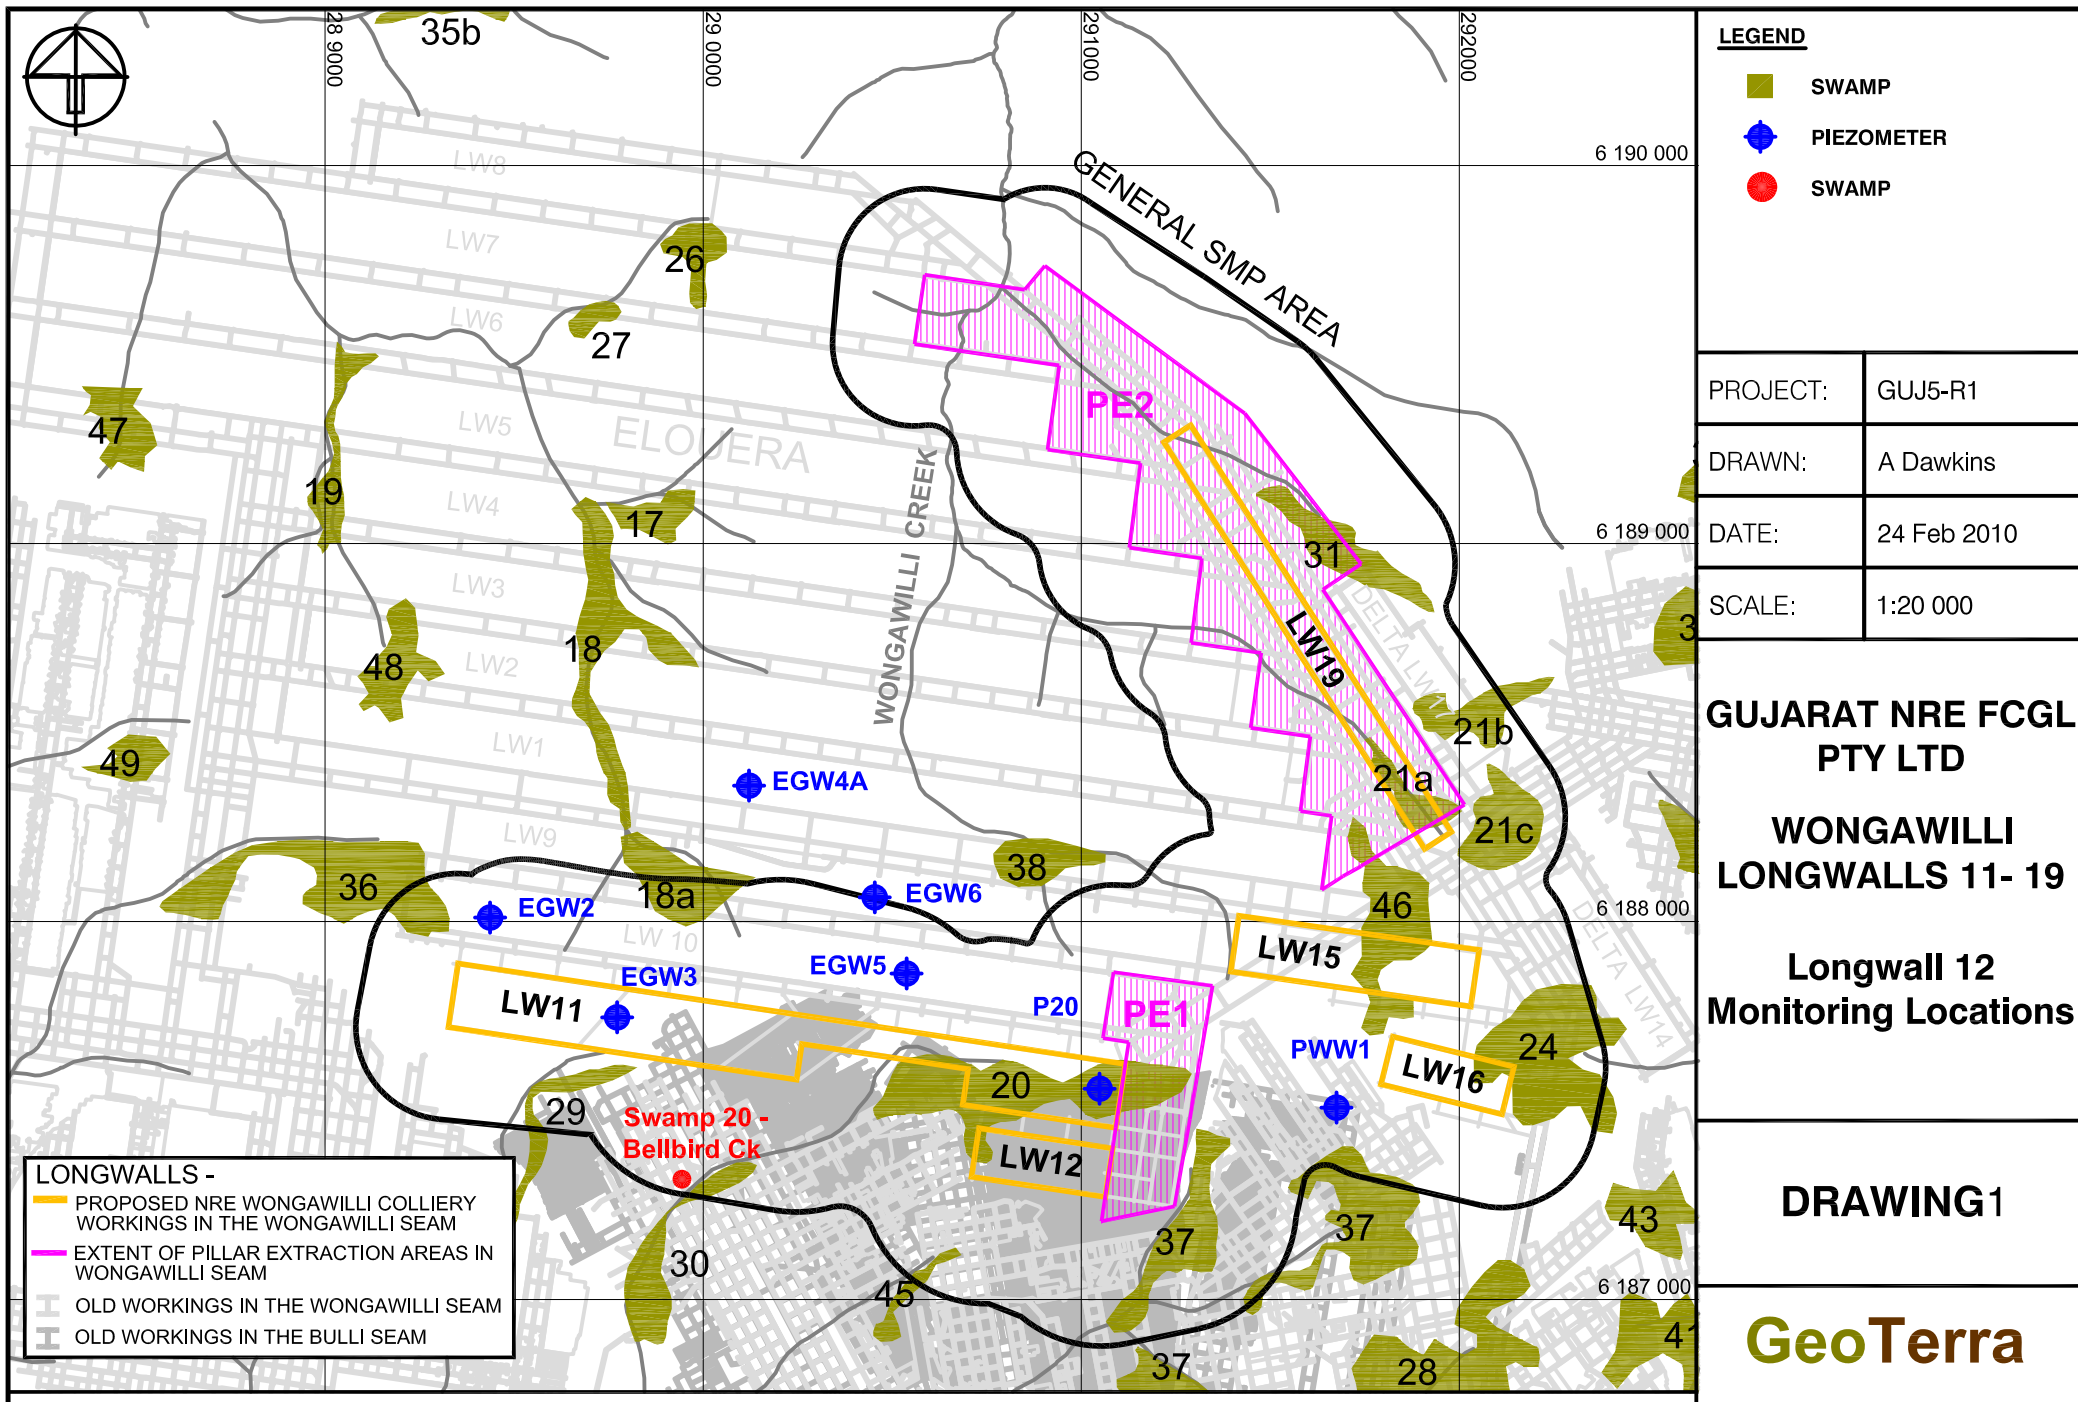 35b
28 9000
29 0000
291000
292000
6 190 000
LW8
GENERAL SMP AREA
LW7
26
LW6
27
PE2
LW5
ELOUERA
47
19
LW4
17
WONGAWILLI CREEK
6 189 000
31
LW3
DELTA LW17
18
LW19
48
LW2
21b
LW1
49
EGW4A
21a
21c
LW9
38
36
18a
EGW6
46
EGW2
6 188 000
LW 10
LW15
DELTA LW14
EGW3
EGW5
LW11
P20
PE1
PWW1
24
LW16
20
29
Swamp 20 -
Bellbird Ck
LW12
37
37
43
30
45
6 187 000
41
37
28
3
LONGWALLS -
PROPOSED NRE WONGAWILLI COLLIERY
WORKINGS IN THE WONGAWILLI SEAM
EXTENT OF PILLAR EXTRACTION AREAS IN
WONGAWILLI SEAM
OLD WORKINGS IN THE WONGAWILLI SEAM
OLD WORKINGS IN THE BULLI SEAM
LEGEND
SWAMP
PIEZOMETER
SWAMP
PROJECT: GUJ5-R1
DRAWN: A Dawkins
DATE: 24 Feb 2010
SCALE: 1:20 000
GUJARAT NRE FCGL
PTY LTD
WONGAWILLI
LONGWALLS 11- 19
Longwall 12
Monitoring Locations
DRAWING1
GeoTerra